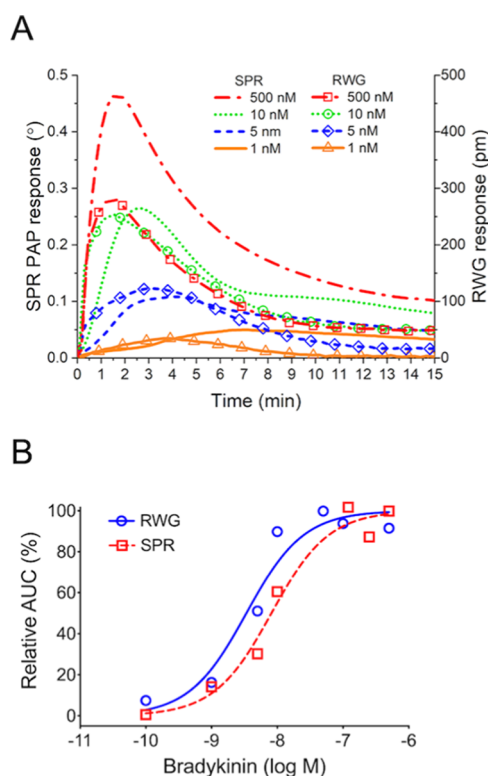 A
SPR RWG
500 nM 500 nM
10 nM 10 nM
5 nm 5 nM
1 nM 1 nM
SPR PAP response (°)
0.5
0.4
0.3
0.2
0.1
0.0
RWG response (pm)
500
400
300
200
100
0
0 1 2 3 4 5 6 7 8 9 10 11 12 13 14 15
Time (min)
B
RWG
SPR
Relative AUC (%)
100
80
60
40
20
0
-11 -10 -9 -8 -7 -6
Bradykinin (log M)